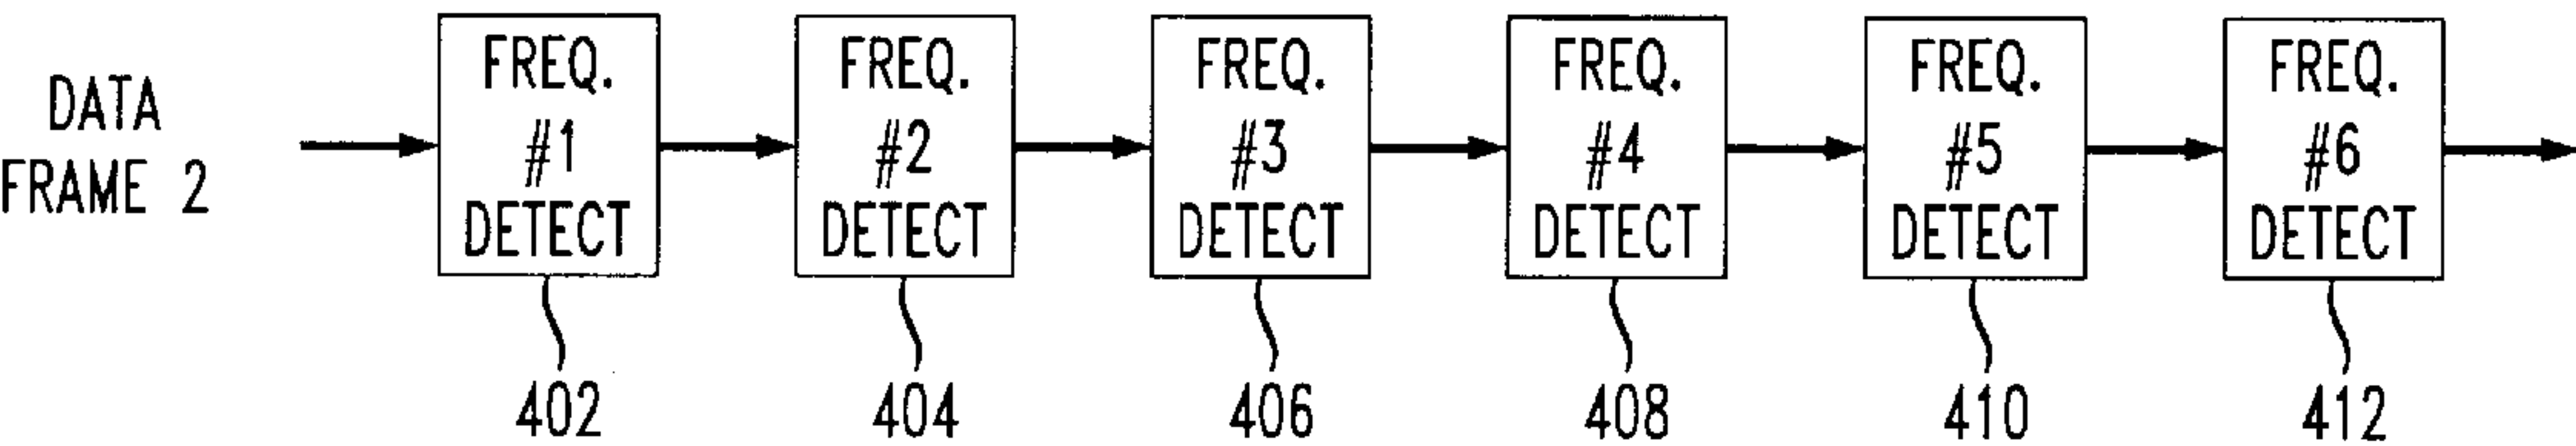 DATA
FRAME 2
FREQ.
#1
DETECT
FREQ.
#2
DETECT
FREQ.
#3
DETECT
FREQ.
#4
DETECT
FREQ.
#5
DETECT
FREQ.
#6
DETECT
402
404
406
408
410
412